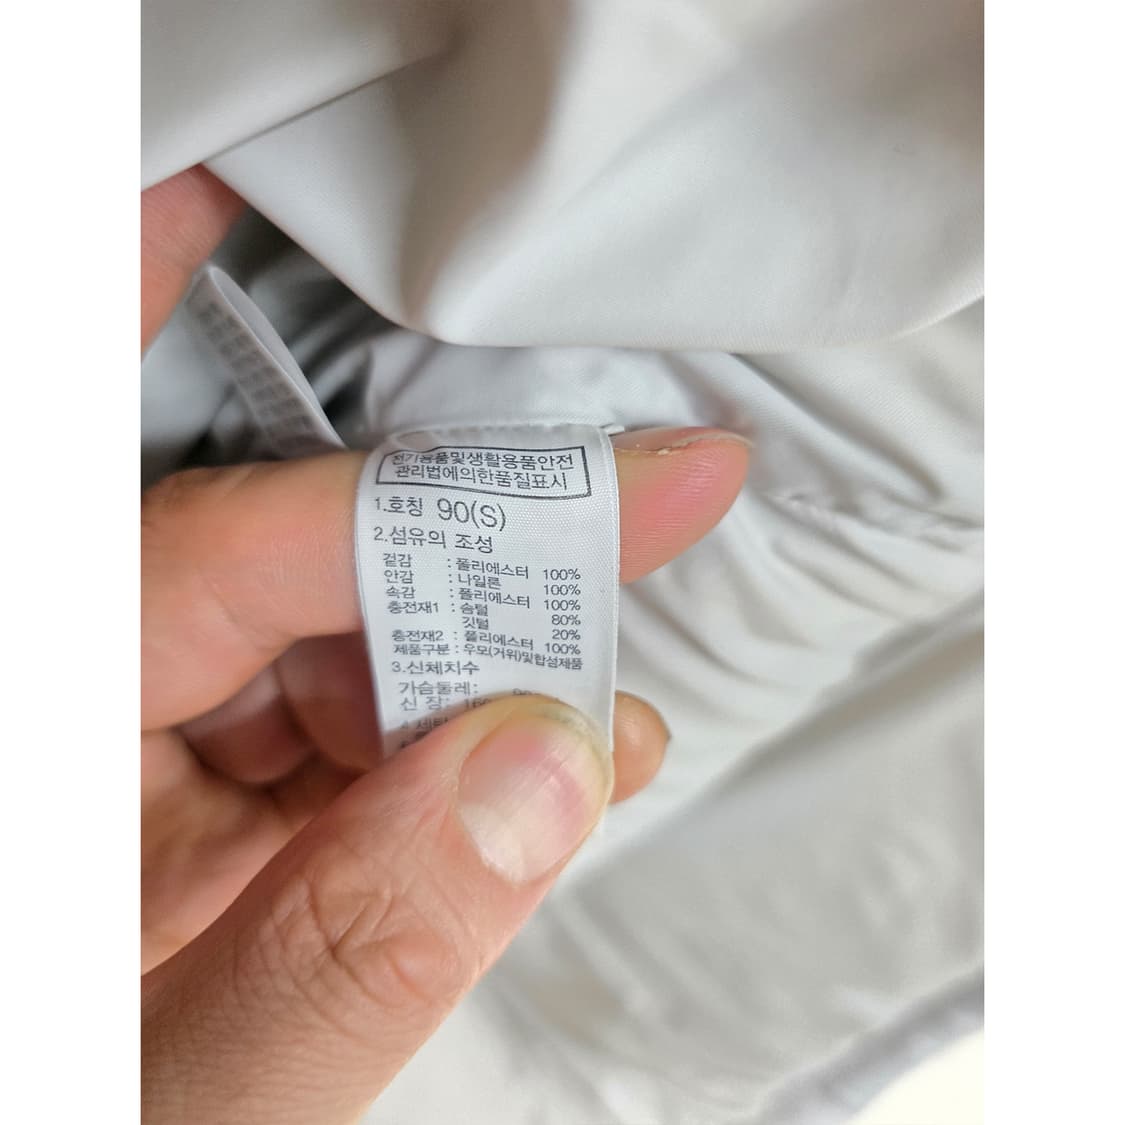 전기용품및생활용품안전
관리법에의한품질표시
1.호칭 90(S)
2.섬유의 조성
겉감 : 폴리에스터 100%
안감 : 나일론 100%
속감 : 폴리에스터 100%
충전재1 : 솜털 80%
깃털 20%
충전재2 : 폴리에스터 100%
제품구분 : 우모(거위)및합성제품
3.신체치수
가슴둘레:
신 장: